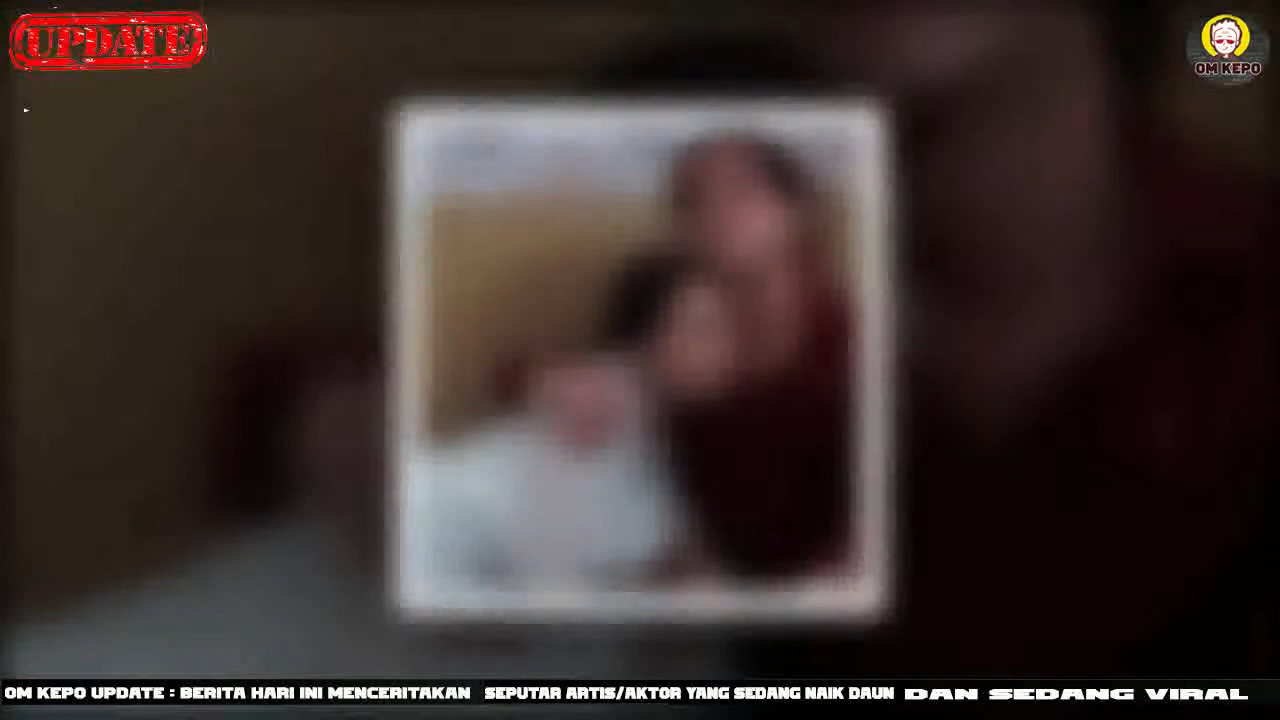 UPDATE
OM KEPO
OM KEPO UPDATE : BERITA HARI INI MENCERITAKAN SEPUTAR ARTIS/AKTOR YANG SEDANG NAIK DAUN DAN SEDANG VIRAL